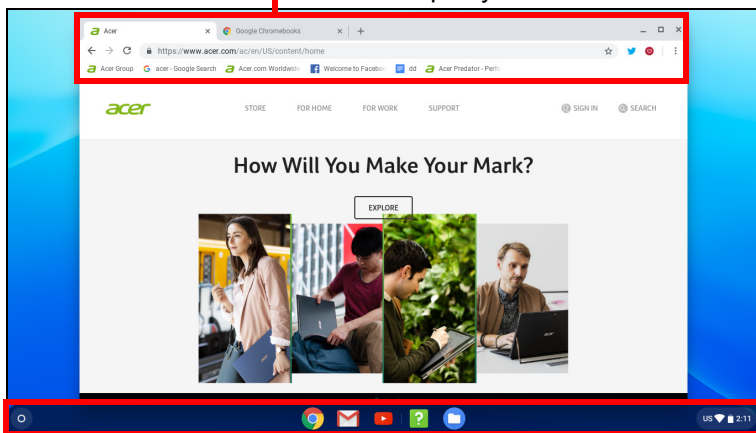 Acer
Google Chromebooks
https://www.acer.com/ac/en/US/content/home
Acer Group
acer - Google Search
Acer.com Worldwide
Welcome to Faceboo
dd
Acer Predator - Perfo
acer
STORE
FOR HOME
FOR WORK
SUPPORT
SIGN IN
SEARCH
How Will You Make Your Mark?
EXPLORE
US 2:11